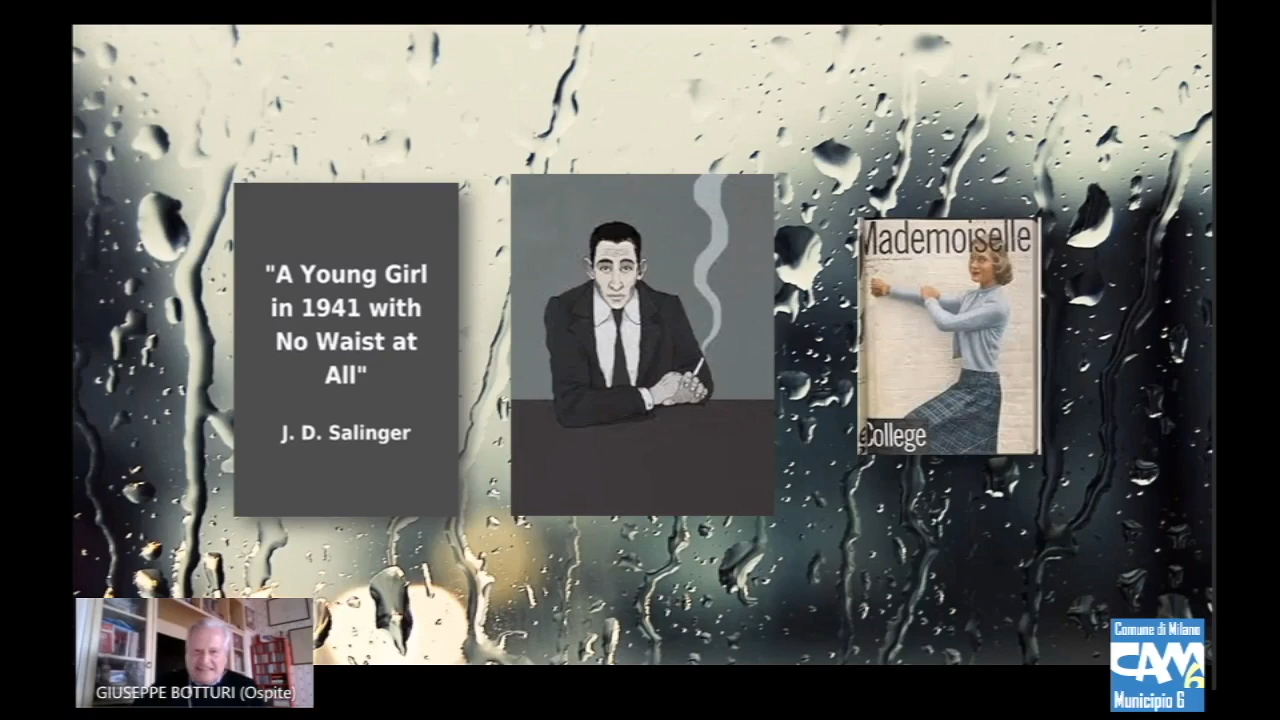 "A Young Girl
in 1941 with
No Waist at
All"
J. D. Salinger
Mademoiselle
College
GIUSEPPE BOTTURI (Ospite)
Comune di Milano
CAM
6
Municipio 6